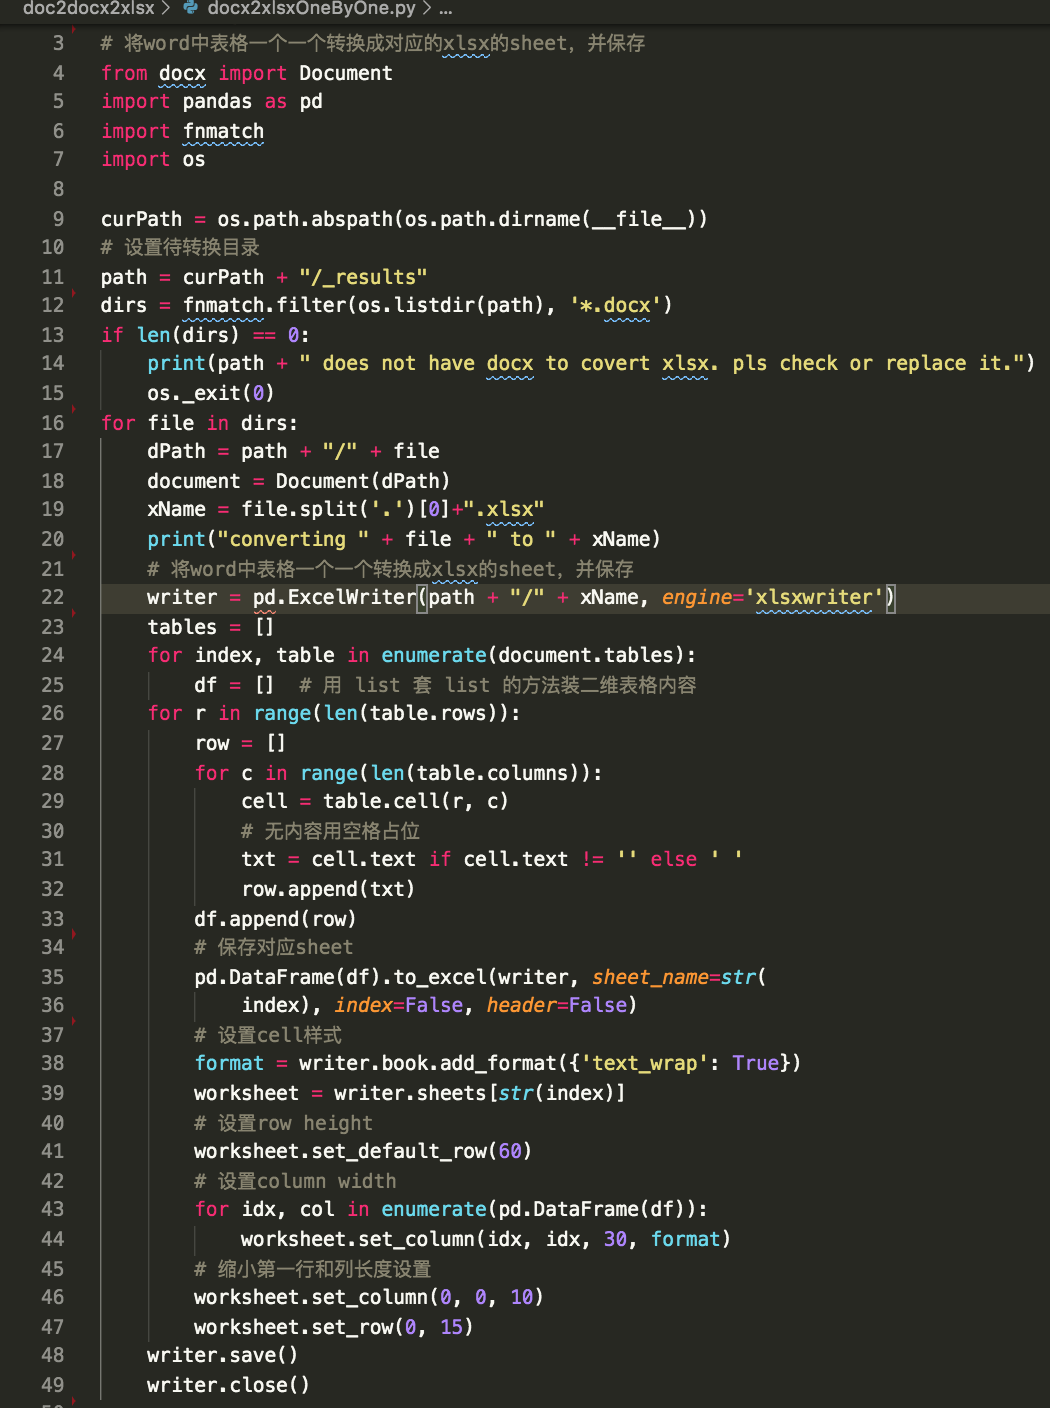 doc2docx2xlsx > docx2xlsxOneByOne.py > ...
3 # 将word中表格一个一个转换成对应的xlsx的sheet，并保存
4 from docx import Document
5 import pandas as pd
6 import fnmatch
7 import os
8
9 curPath = os.path.abspath(os.path.dirname(__file__))
10 # 设置待转换目录
11 path = curPath + "/_results"
12 dirs = fnmatch.filter(os.listdir(path), '*.docx')
13 if len(dirs) == 0:
14     print(path + " does not have docx to covert xlsx. pls check or replace it.")
15     os._exit(0)
16 for file in dirs:
17     dPath = path + "/" + file
18     document = Document(dPath)
19     xName = file.split('.')[0]+".xlsx"
20     print("converting " + file + " to " + xName)
21     # 将word中表格一个一个转换成xlsx的sheet，并保存
22     writer = pd.ExcelWriter(path + "/" + xName, engine='xlsxwriter')
23     tables = []
24     for index, table in enumerate(document.tables):
25         df = []  # 用 list 套 list 的方法装二维表格内容
26     for r in range(len(table.rows)):
27         row = []
28         for c in range(len(table.columns)):
29             cell = table.cell(r, c)
30             # 无内容用空格占位
31             txt = cell.text if cell.text != '' else ' '
32             row.append(txt)
33         df.append(row)
34         # 保存对应sheet
35         pd.DataFrame(df).to_excel(writer, sheet_name=str(
36             index), index=False, header=False)
37         # 设置cell样式
38         format = writer.book.add_format({'text_wrap': True})
39         worksheet = writer.sheets[str(index)]
40         # 设置row height
41         worksheet.set_default_row(60)
42         # 设置column width
43         for idx, col in enumerate(pd.DataFrame(df)):
44             worksheet.set_column(idx, idx, 30, format)
45         # 缩小第一行和列长度设置
46         worksheet.set_column(0, 0, 10)
47         worksheet.set_row(0, 15)
48     writer.save()
49     writer.close()